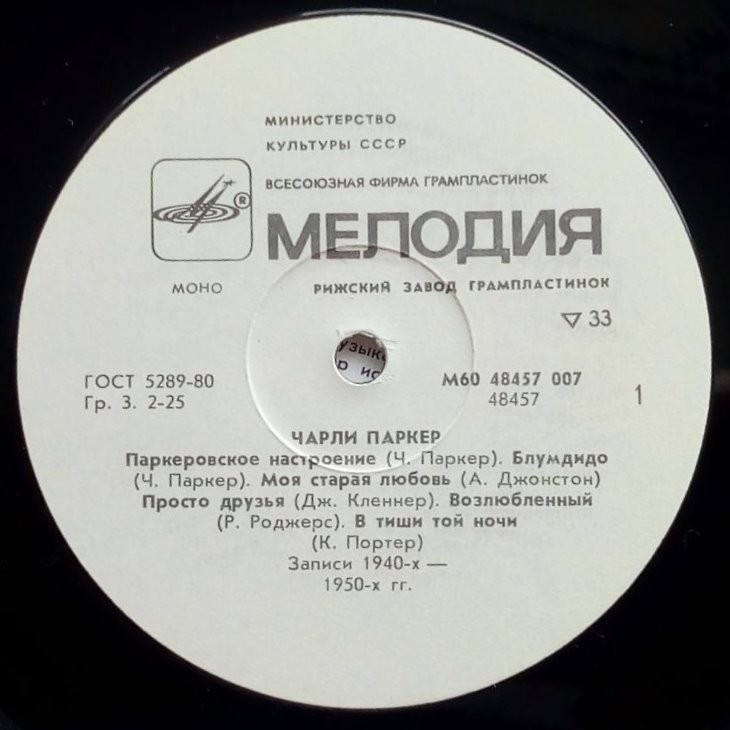 МИНИСТЕРСТВО
КУЛЬТУРЫ СССР
ВСЕСОЮЗНАЯ ФИРМА ГРАМПЛАСТИНОК
®
МЕЛОДИЯ
МОНО РИЖСКИЙ ЗАВОД ГРАМПЛАСТИНОК
▽ 33
ГОСТ 5289-80 М60 48457 007
Гр. 3. 2-25 48457 1
ЧАРЛИ ПАРКЕР
Паркеровское настроение (Ч. Паркер). Блумдидо
(Ч. Паркер). Моя старая любовь (А. Джонстон)
Просто друзья (Дж. Кленнер). Возлюбленный
(Р. Роджерс). В тиши той ночи
(К. Портер)
Записи 1940-х —
1950-х гг.